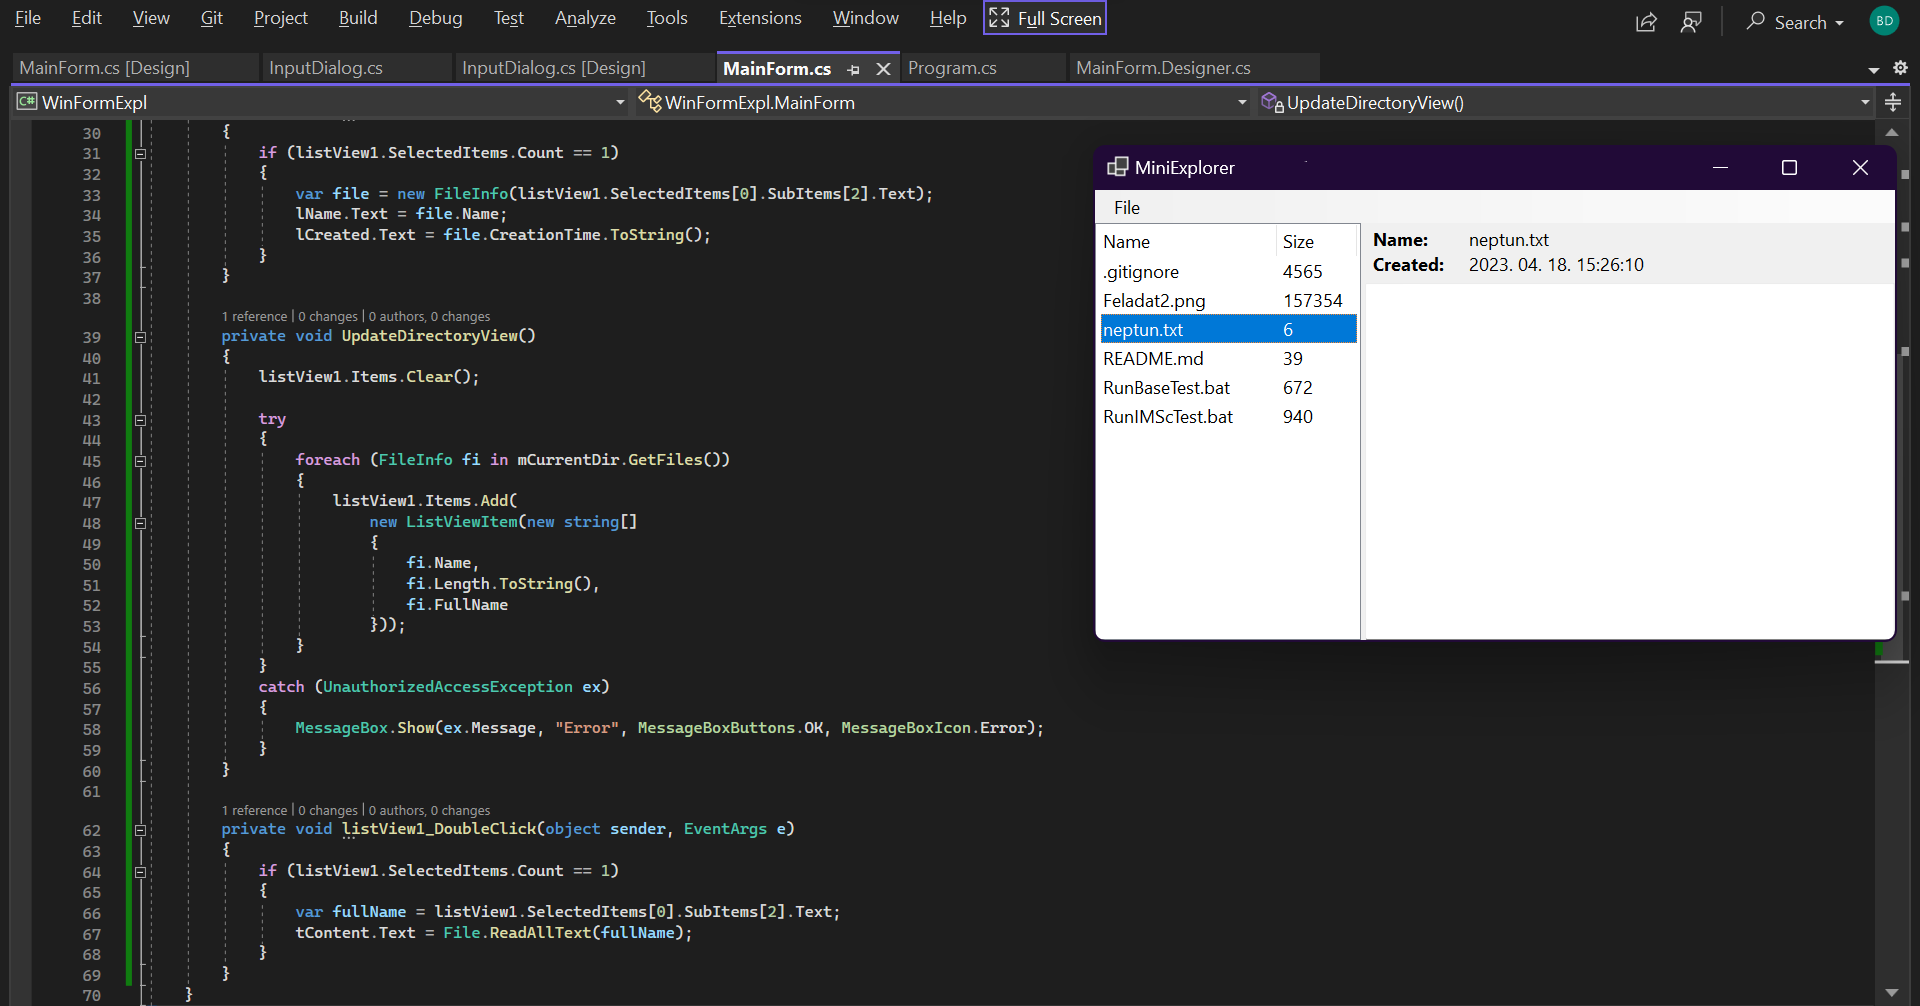 File Edit View Git Project Build Debug Test Analyze Tools Extensions Window Help Full Screen Search BD
MainForm.cs [Design] InputDialog.cs InputDialog.cs [Design] MainForm.cs Program.cs MainForm.Designer.cs
C# WinFormExpl WinFormExpl.MainForm UpdateDirectoryView()
30 {
31 if (listView1.SelectedItems.Count == 1)
32 {
33 var file = new FileInfo(listView1.SelectedItems[0].SubItems[2].Text);
34 lName.Text = file.Name;
35 lCreated.Text = file.CreationTime.ToString();
36 }
37 }
38
1 reference | 0 changes | 0 authors, 0 changes
39 private void UpdateDirectoryView()
40 {
41 listView1.Items.Clear();
42
43 try
44 {
45 foreach (FileInfo fi in mCurrentDir.GetFiles())
46 {
47 listView1.Items.Add(
48 new ListViewItem(new string[]
49 {
50 fi.Name,
51 fi.Length.ToString(),
52 fi.FullName
53 }));
54 }
55 }
56 catch (UnauthorizedAccessException ex)
57 {
58 MessageBox.Show(ex.Message, "Error", MessageBoxButtons.OK, MessageBoxIcon.Error);
59 }
60 }
61
1 reference | 0 changes | 0 authors, 0 changes
62 private void listView1_DoubleClick(object sender, EventArgs e)
63 {
64 if (listView1.SelectedItems.Count == 1)
65 {
66 var fullName = listView1.SelectedItems[0].SubItems[2].Text;
67 tContent.Text = File.ReadAllText(fullName);
68 }
69 }
70 }
MiniExplorer
File
Name Size
.gitignore 4565
Feladat2.png 157354
neptun.txt 6
README.md 39
RunBaseTest.bat 672
RunIMScTest.bat 940
Name: neptun.txt
Created: 2023. 04. 18. 15:26:10